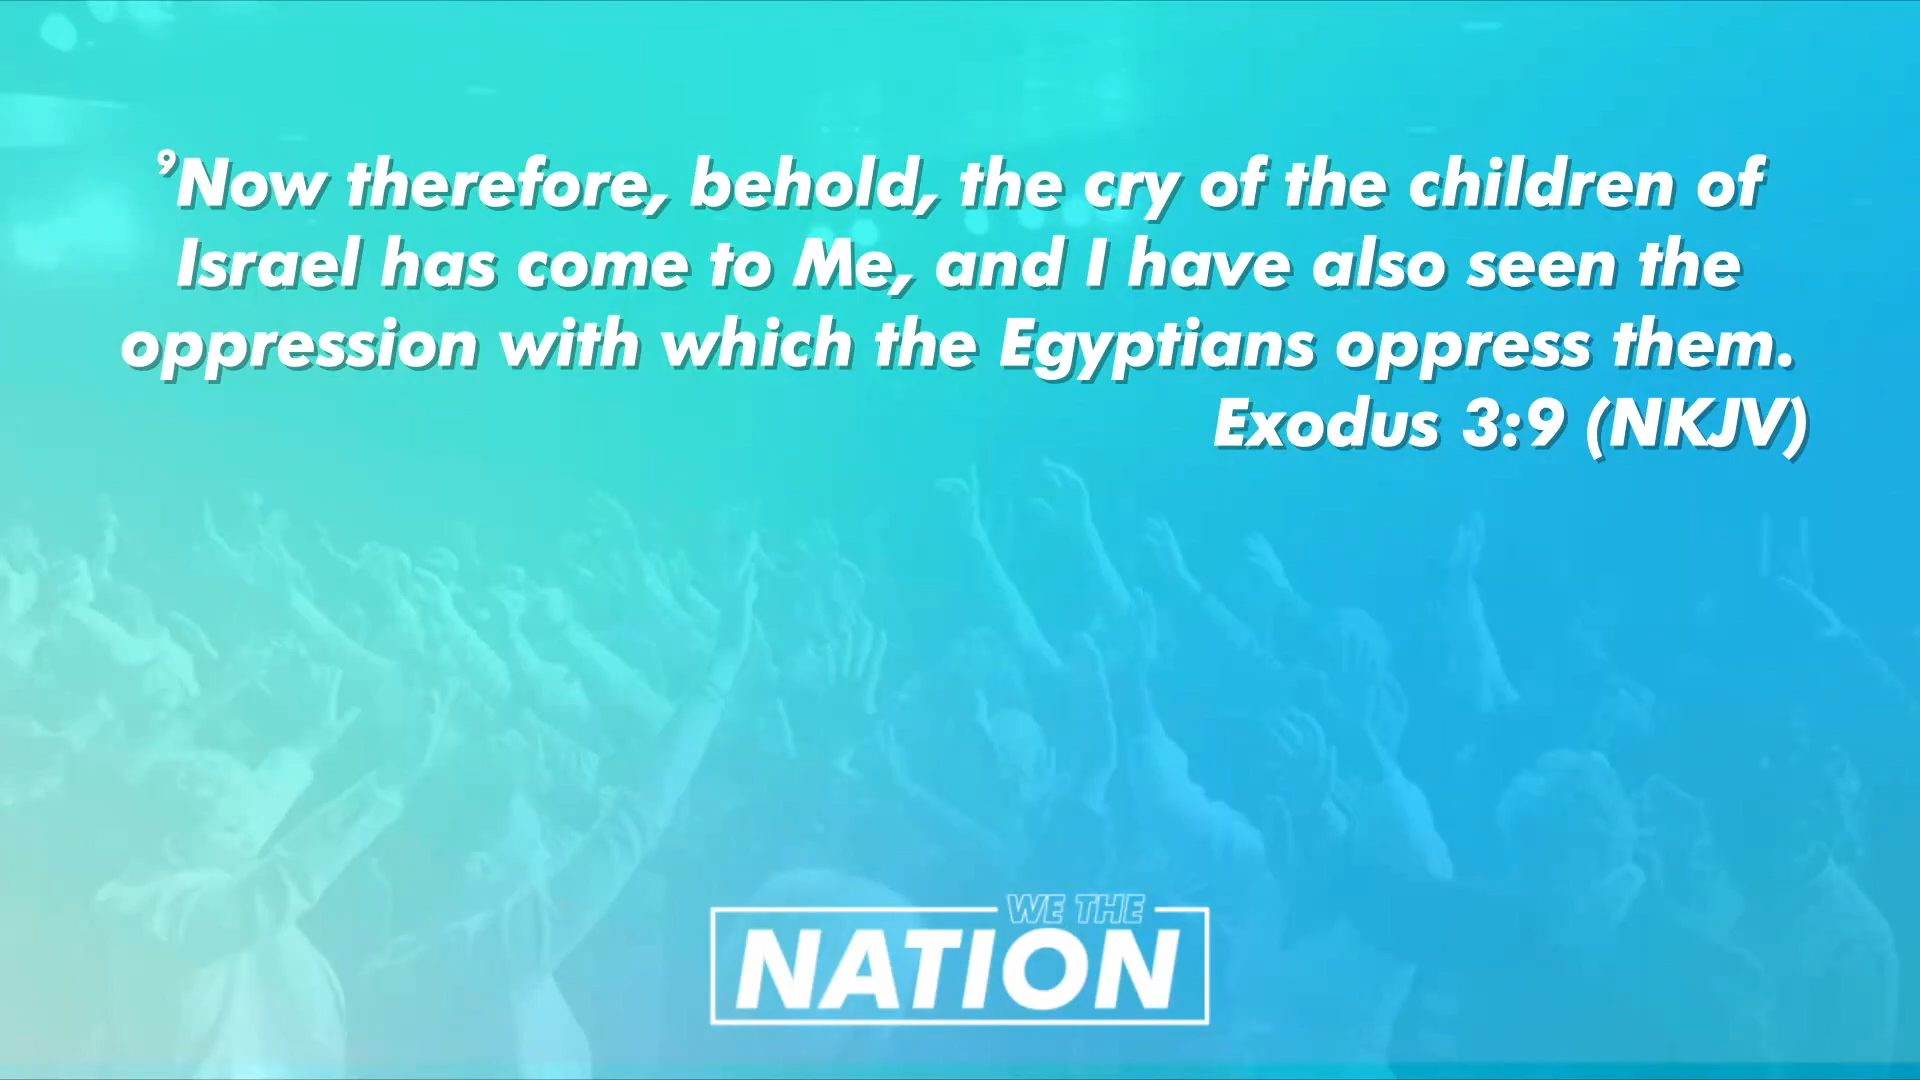 ⁹Now therefore, behold, the cry of the children of
Israel has come to Me, and I have also seen the
oppression with which the Egyptians oppress them.
Exodus 3:9 (NKJV)
WE THE
NATION